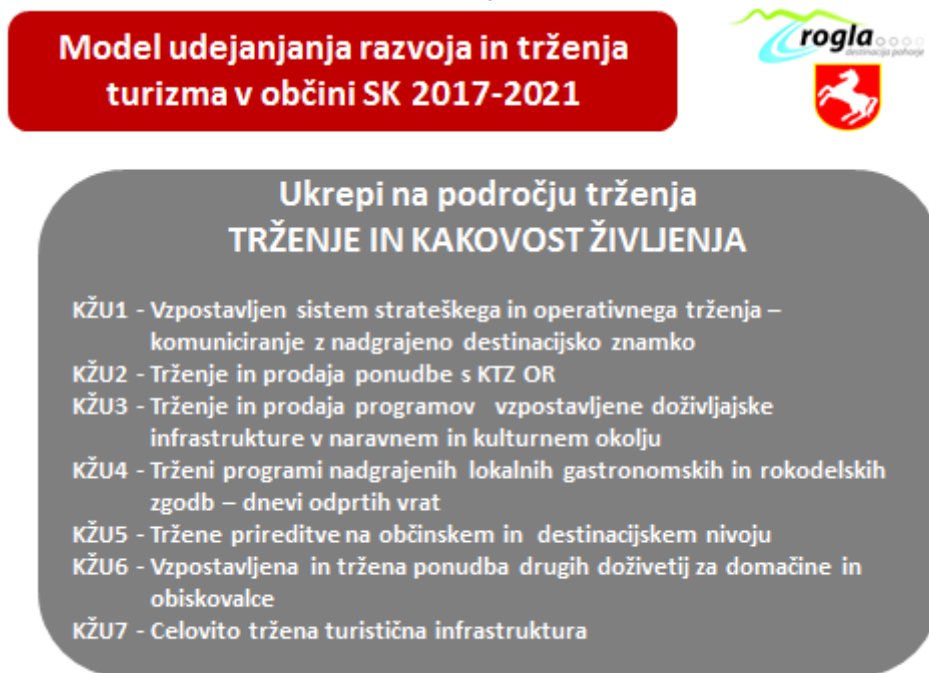 Model udejanjanja razvoja in trženja
turizma v občini SK 2017-2021
rogla
destinacija pohorje
Ukrepi na področju trženja
TRŽENJE IN KAKOVOST ŽIVLJENJA
KŽU1 - Vzpostavljen sistem strateškega in operativnega trženja –
komuniciranje z nadgrajeno destinacijsko znamko
KŽU2 - Trženje in prodaja ponudbe s KTZ OR
KŽU3 - Trženje in prodaja programov vzpostavljene doživljajske
infrastrukture v naravnem in kulturnem okolju
KŽU4 - Trženi programi nadgrajenih lokalnih gastronomskih in rokodelskih
zgodb – dnevi odprtih vrat
KŽU5 - Tržene prireditve na občinskem in destinacijskem nivoju
KŽU6 - Vzpostavljena in tržena ponudba drugih doživetij za domačine in
obiskovalce
KŽU7 - Celovito tržena turistična infrastruktura